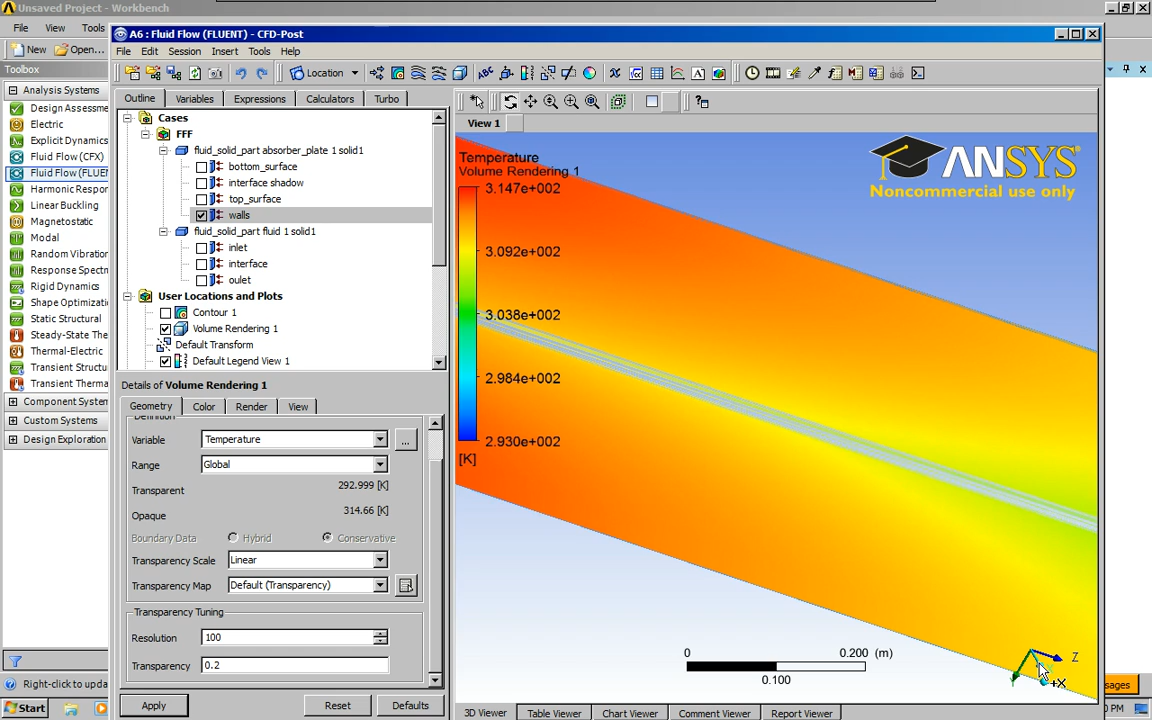 Unsaved Project - Workbench
File View Tools
New Open...
Toolbox
Analysis Systems
Design Assessme
Electric
Explicit Dynamics
Fluid Flow (CFX)
Fluid Flow (FLUEN
Harmonic Respor
Linear Buckling
Magnetostatic
Modal
Random Vibratior
Response Spectr
Rigid Dynamics
Shape Optimizatio
Static Structural
Steady-State The
Thermal-Electric
Transient Structu
Transient Therma
Component System
Custom Systems
Design Exploration
Right-click to upda
Start
A6 : Fluid Flow (FLUENT) - CFD-Post
File Edit Session Insert Tools Help
Location
Outline Variables Expressions Calculators Turbo
Cases
FFF
fluid_solid_part absorber_plate 1 solid1
bottom_surface
interface shadow
top_surface
walls
fluid_solid_part fluid 1 solid1
inlet
interface
oulet
User Locations and Plots
Contour 1
Volume Rendering 1
Default Transform
Default Legend View 1
Details of Volume Rendering 1
Geometry Color Render View
Definition
Variable Temperature ...
Range Global
Transparent 292.999 [K]
Opaque 314.66 [K]
Boundary Data Hybrid Conservative
Transparency Scale Linear
Transparency Map Default (Transparency)
Transparency Tuning
Resolution 100
Transparency 0.2
Apply Reset Defaults
View 1
Temperature
Volume Rendering 1
3.147e+002
3.092e+002
3.038e+002
2.984e+002
2.930e+002
[K]
ANSYS
Noncommercial use only
0 0.200 (m)
0.100
Z
X
3D Viewer Table Viewer Chart Viewer Comment Viewer Report Viewer
sages
0 PM